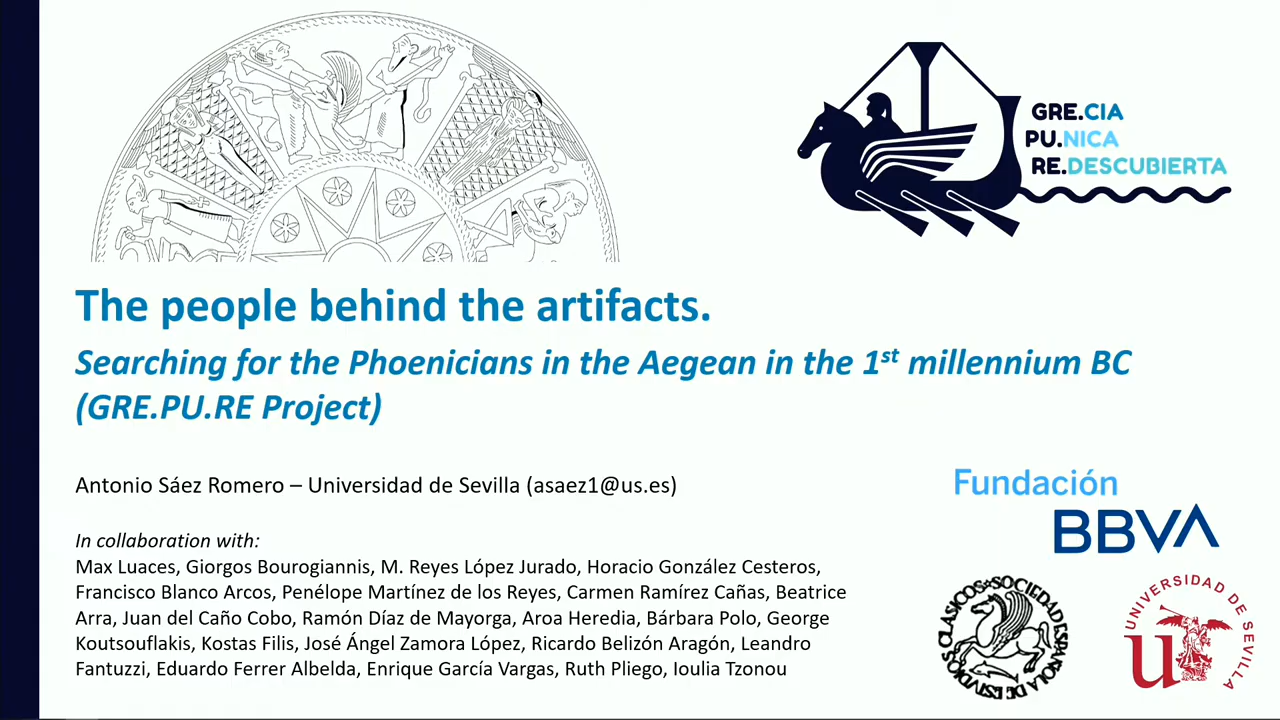 GRE.CIA
PU.NICA
RE.DESCUBIERTA
The people behind the artifacts.
Searching for the Phoenicians in the Aegean in the 1st millennium BC
(GRE.PU.RE Project)
Antonio Sáez Romero – Universidad de Sevilla (asaez1@us.es)
In collaboration with:
Max Luaces, Giorgos Bourogiannis, M. Reyes López Jurado, Horacio González Cesteros,
Francisco Blanco Arcos, Penélope Martínez de los Reyes, Carmen Ramírez Cañas, Beatrice
Arra, Juan del Caño Cobo, Ramón Díaz de Mayorga, Aroa Heredia, Bárbara Polo, George
Koutsouflakis, Kostas Filis, José Ángel Zamora López, Ricardo Belizón Aragón, Leandro
Fantuzzi, Eduardo Ferrer Albelda, Enrique García Vargas, Ruth Pliego, Ioulia Tzonou
Fundación
BBVA
SOCIEDAD ESPAÑOLA DE ESTUDIOS CLASICOS
UNIVERSIDAD DE SEVILLA